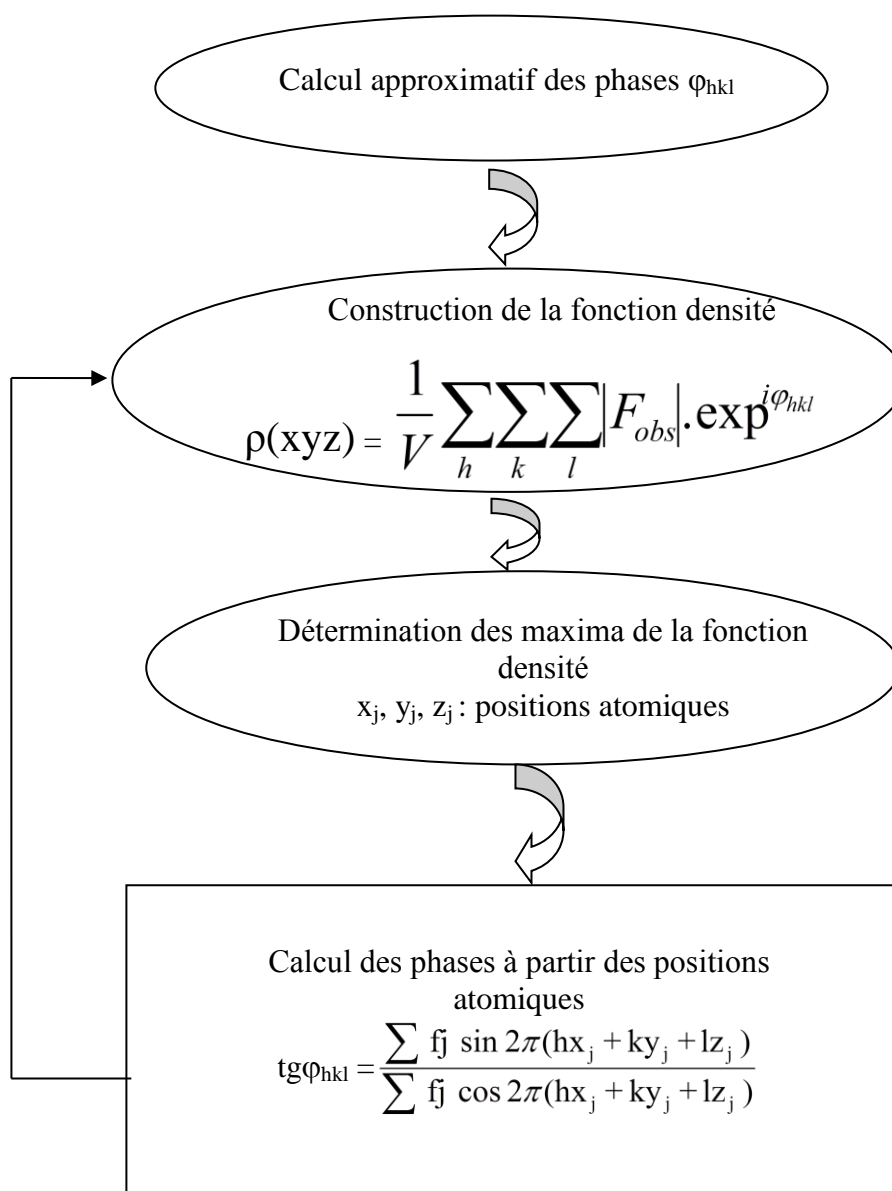 Calcul approximatif des phases φhkl
Construction de la fonction densité
ρ(xyz) = 1/V ∑h ∑k ∑l |Fobs|.exp^iφhkl
Détermination des maxima de la fonction
densité
xj, yj, zj : positions atomiques
Calcul des phases à partir des positions
atomiques
tgφhkl = ∑ fj sin 2π(hxj + kyj + lzj) / ∑ fj cos 2π(hxj + kyj + lzj)